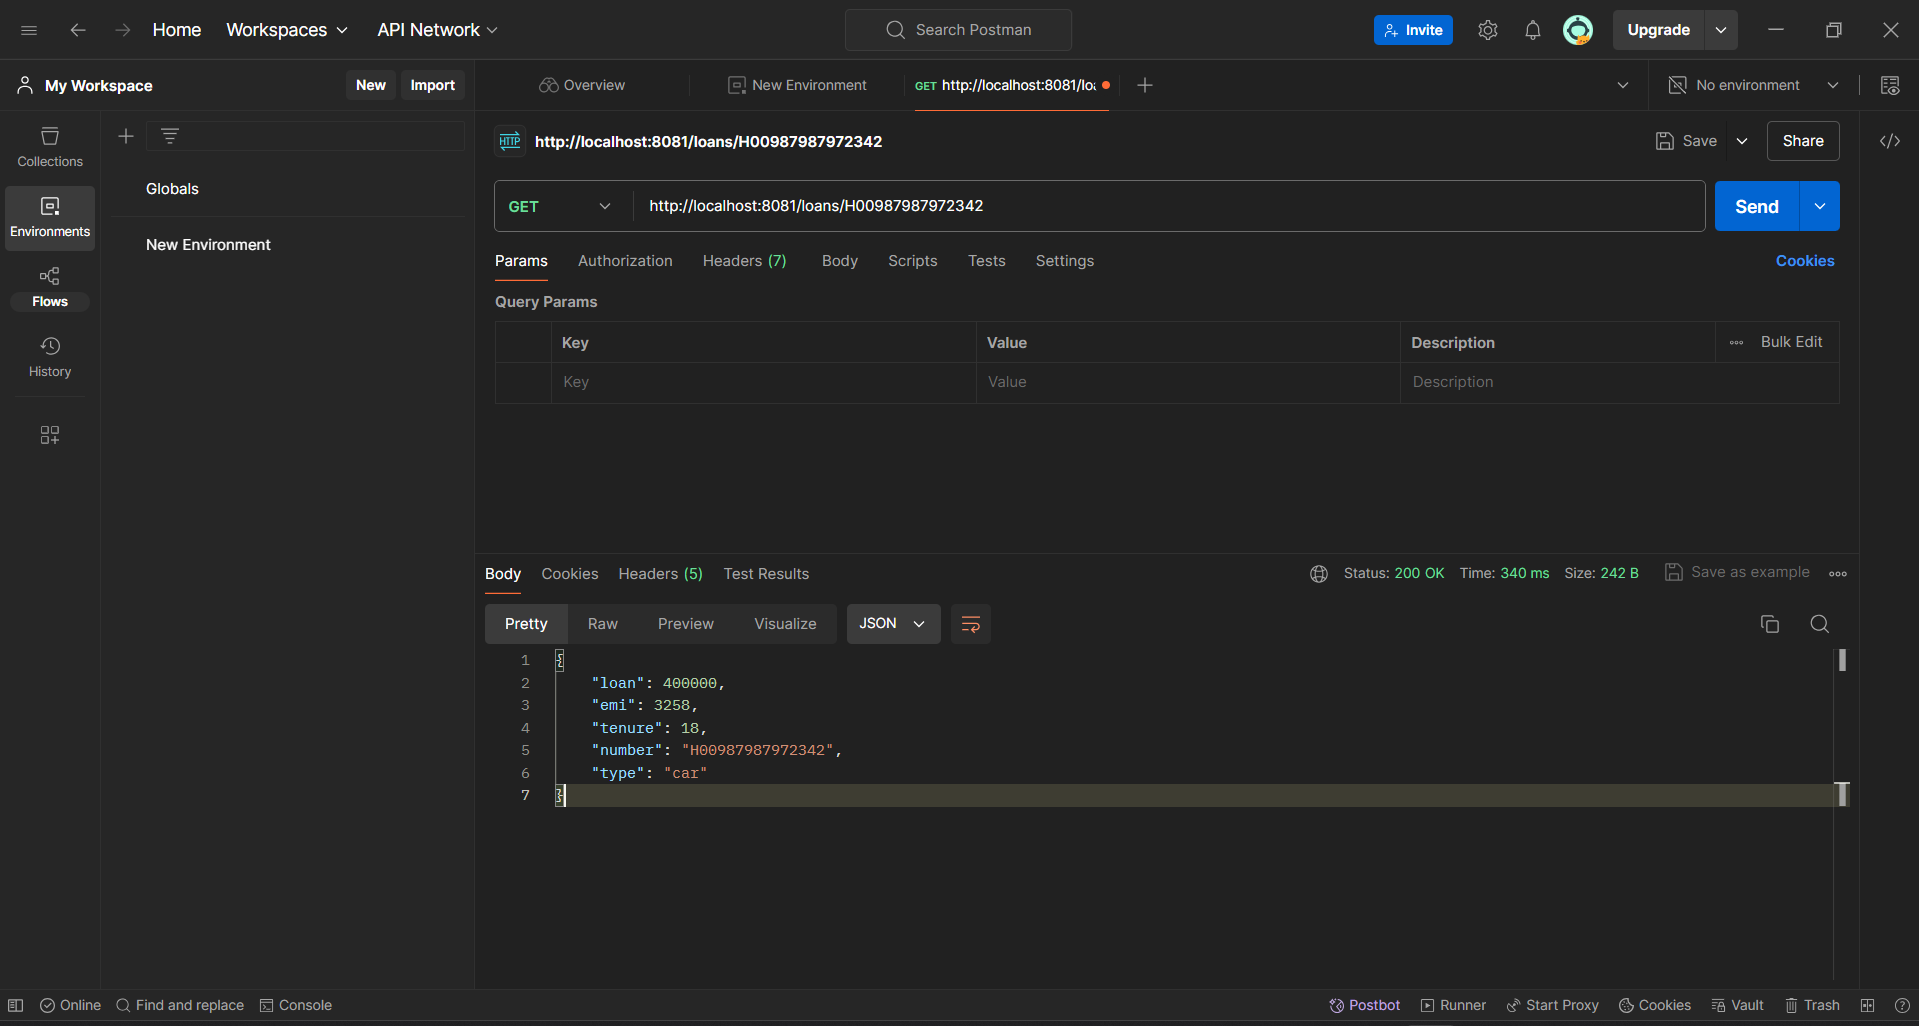 Home
Workspaces
API Network
Search Postman
Invite
Upgrade
My Workspace
New
Import
Overview
New Environment
GET http://localhost:8081/loa
No environment
Collections
Environments
Flows
History
Globals
New Environment
HTTP http://localhost:8081/loans/H00987987972342
Save
Share
GET
http://localhost:8081/loans/H00987987972342
Send
Params
Authorization
Headers (7)
Body
Scripts
Tests
Settings
Cookies
Query Params
Key
Value
Description
Bulk Edit
Key
Value
Description
Body
Cookies
Headers (5)
Test Results
Status: 200 OK
Time: 340 ms
Size: 242 B
Save as example
Pretty
Raw
Preview
Visualize
JSON
1 {
2 "loan": 400000,
3 "emi": 3258,
4 "tenure": 18,
5 "number": "H00987987972342",
6 "type": "car"
7 }
Online
Find and replace
Console
Postbot
Runner
Start Proxy
Cookies
Vault
Trash